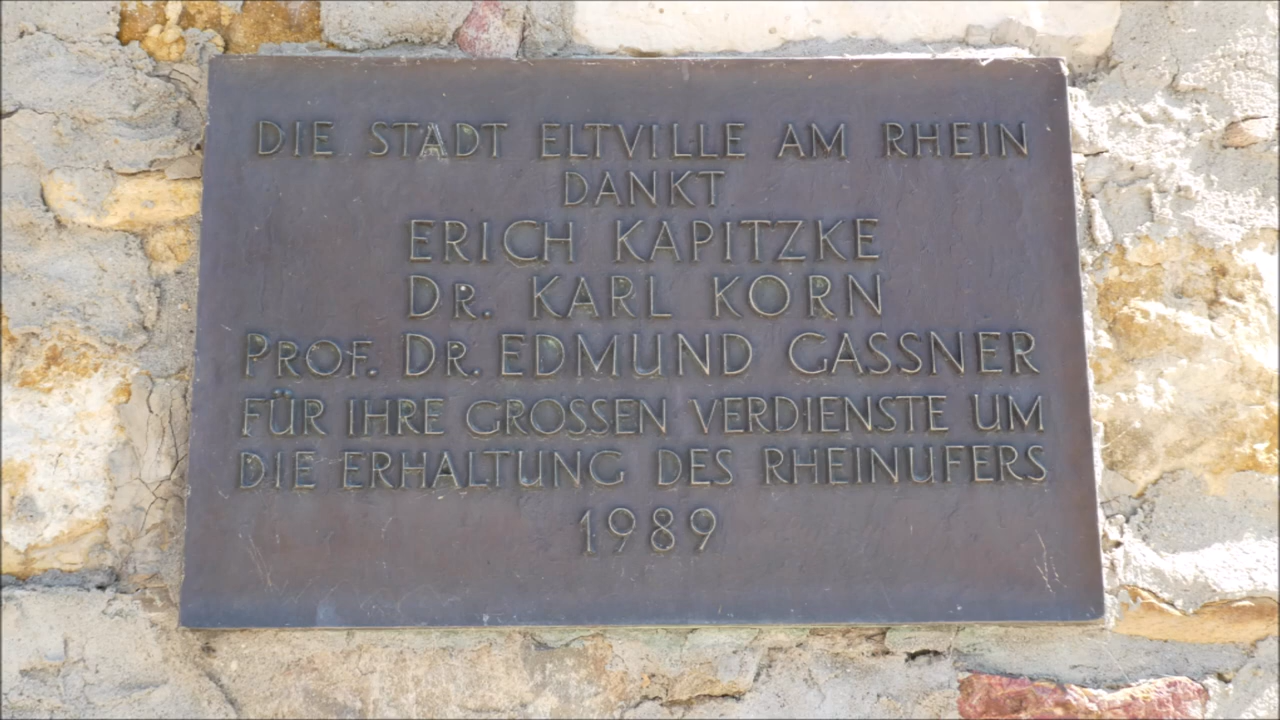 DIE STADT ELTVILLE AM RHEIN
DANKT
ERICH KAPITZKE
DR. KARL KORN
PROF. DR. EDMUND GASSNER
FÜR IHRE GROSSEN VERDIENSTE UM
DIE ERHALTUNG DES RHEINUFERS
1989